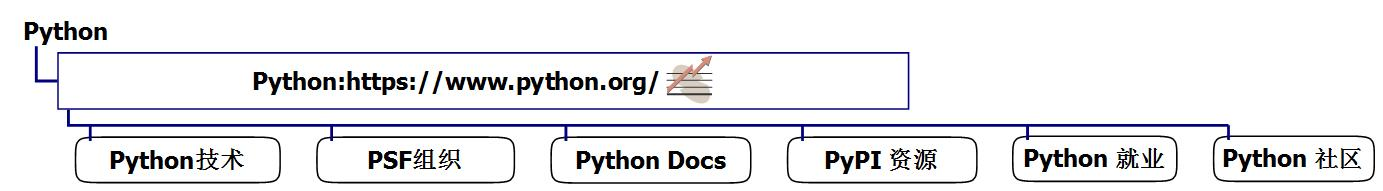 Python
Python:https://www.python.org/
Python技术
PSF组织
Python Docs
PyPI 资源
Python 就业
Python 社区